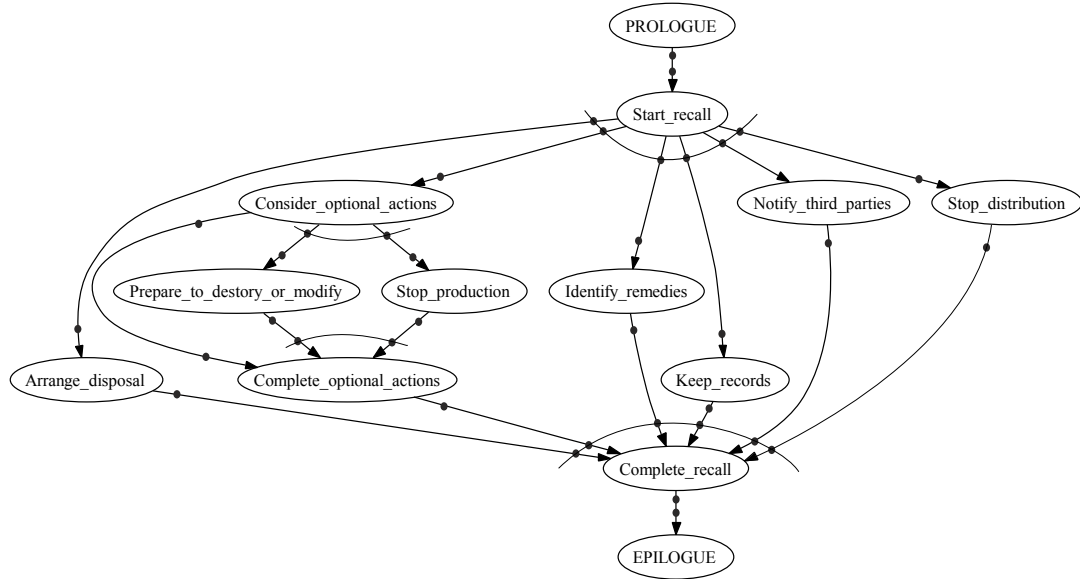 PROLOGUE
Start_recall
Consider_optional_actions
Notify_third_parties
Stop_distribution
Prepare_to_destory_or_modify
Stop_production
Identify_remedies
Arrange_disposal
Complete_optional_actions
Keep_records
Complete_recall
EPILOGUE